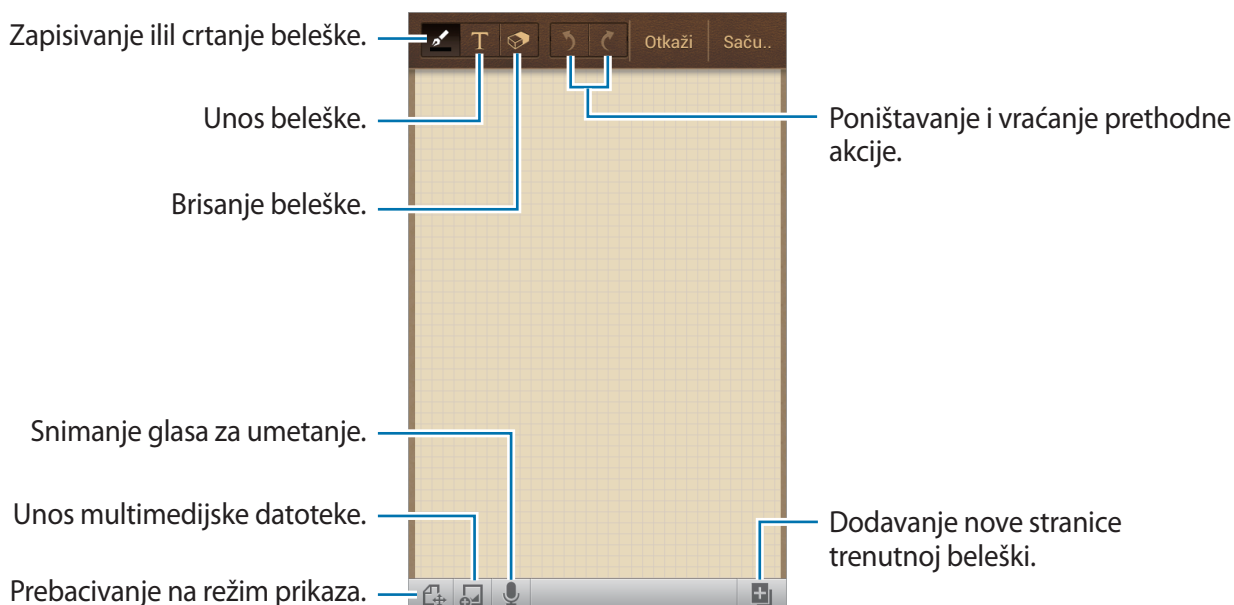 Zapisivanje ilil crtanje beleške.
T
Otkaži
Saču..
Unos beleške.
Poništavanje i vraćanje prethodne
akcije.
Brisanje beleške.
Snimanje glasa za umetanje.
Unos multimedijske datoteke.
Dodavanje nove stranice
trenutnoj beleški.
Prebacivanje na režim prikaza.